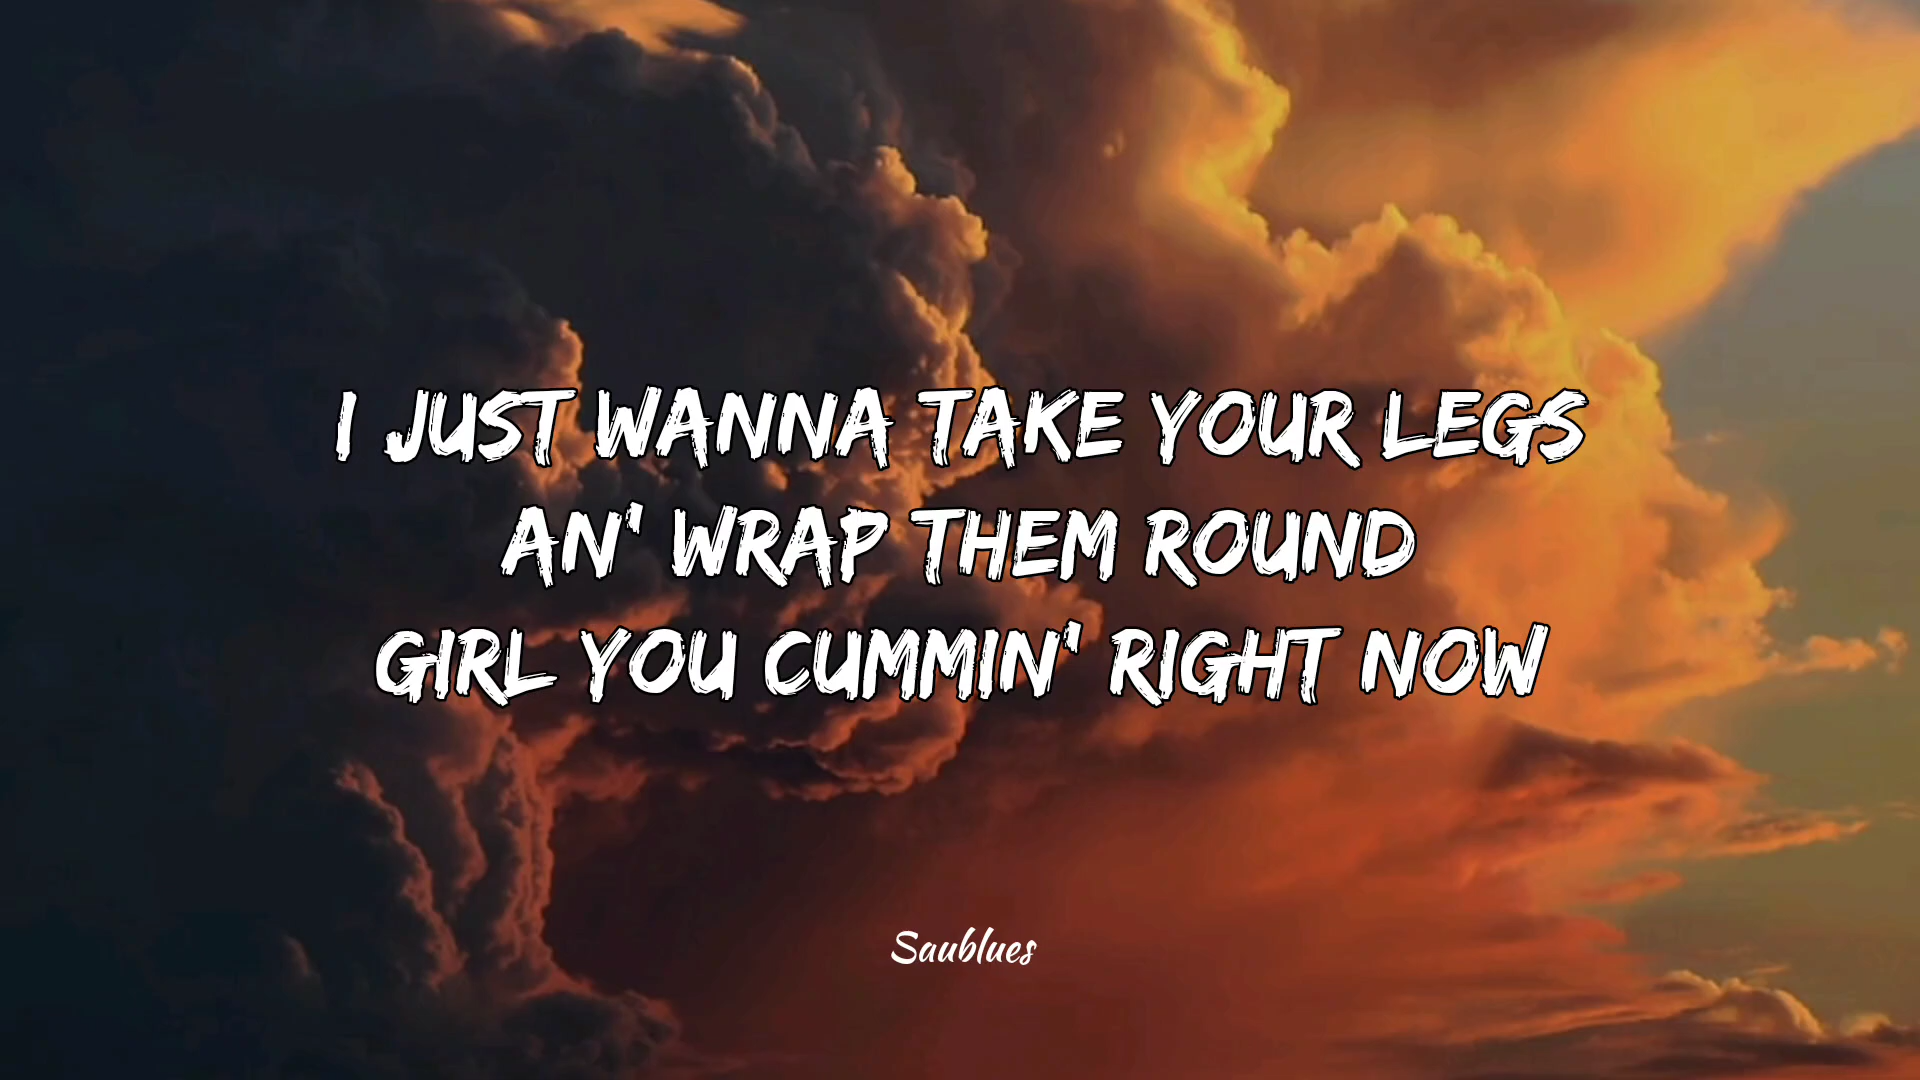 I JUST WANNA TAKE YOUR LEGS
AN' WRAP THEM ROUND
GIRL YOU CUMMIN' RIGHT NOW
Saublues